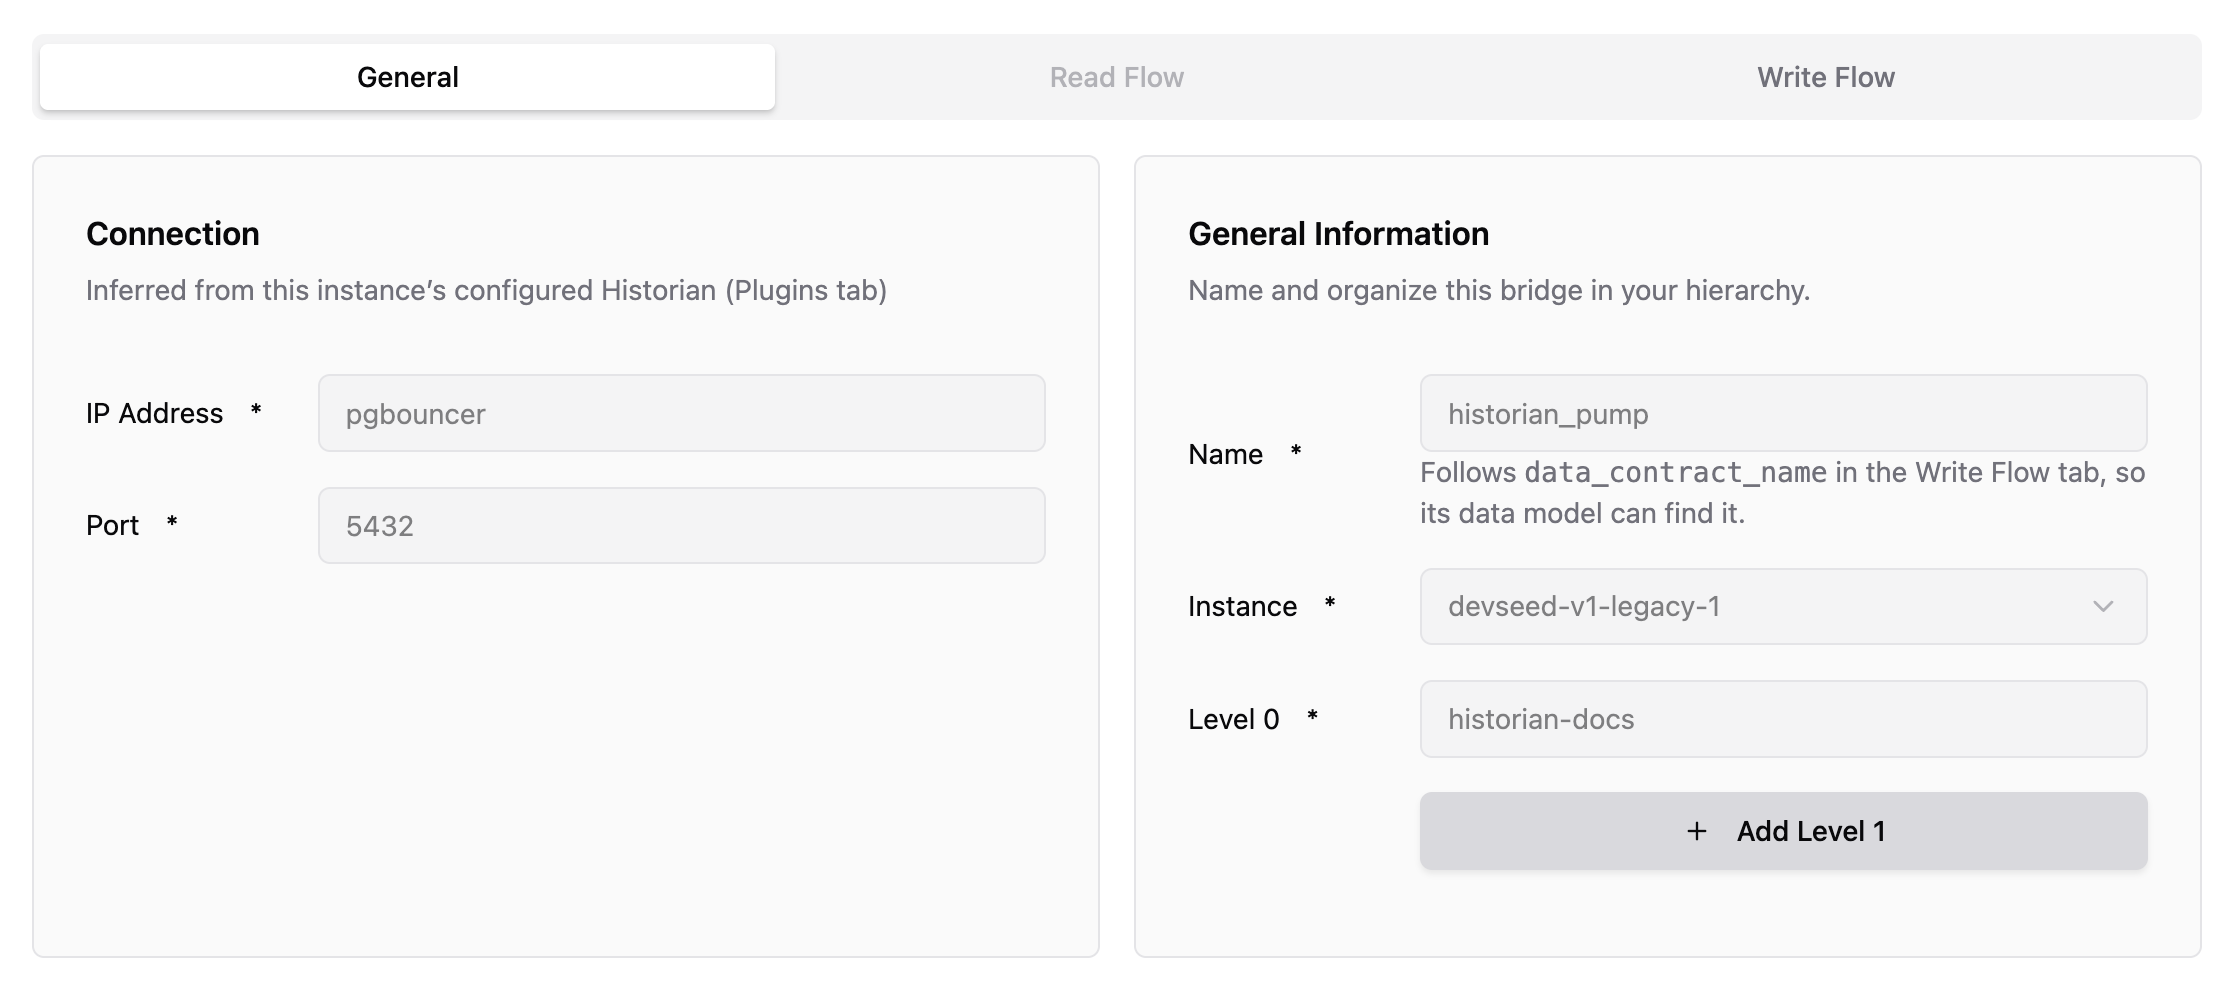 General
Read Flow
Write Flow
Connection
Inferred from this instance’s configured Historian (Plugins tab)
IP Address *
pgbouncer
Port *
5432
General Information
Name and organize this bridge in your hierarchy.
Name *
historian_pump
Follows data_contract_name in the Write Flow tab, so
its data model can find it.
Instance *
devseed-v1-legacy-1
Level 0 *
historian-docs
+ Add Level 1